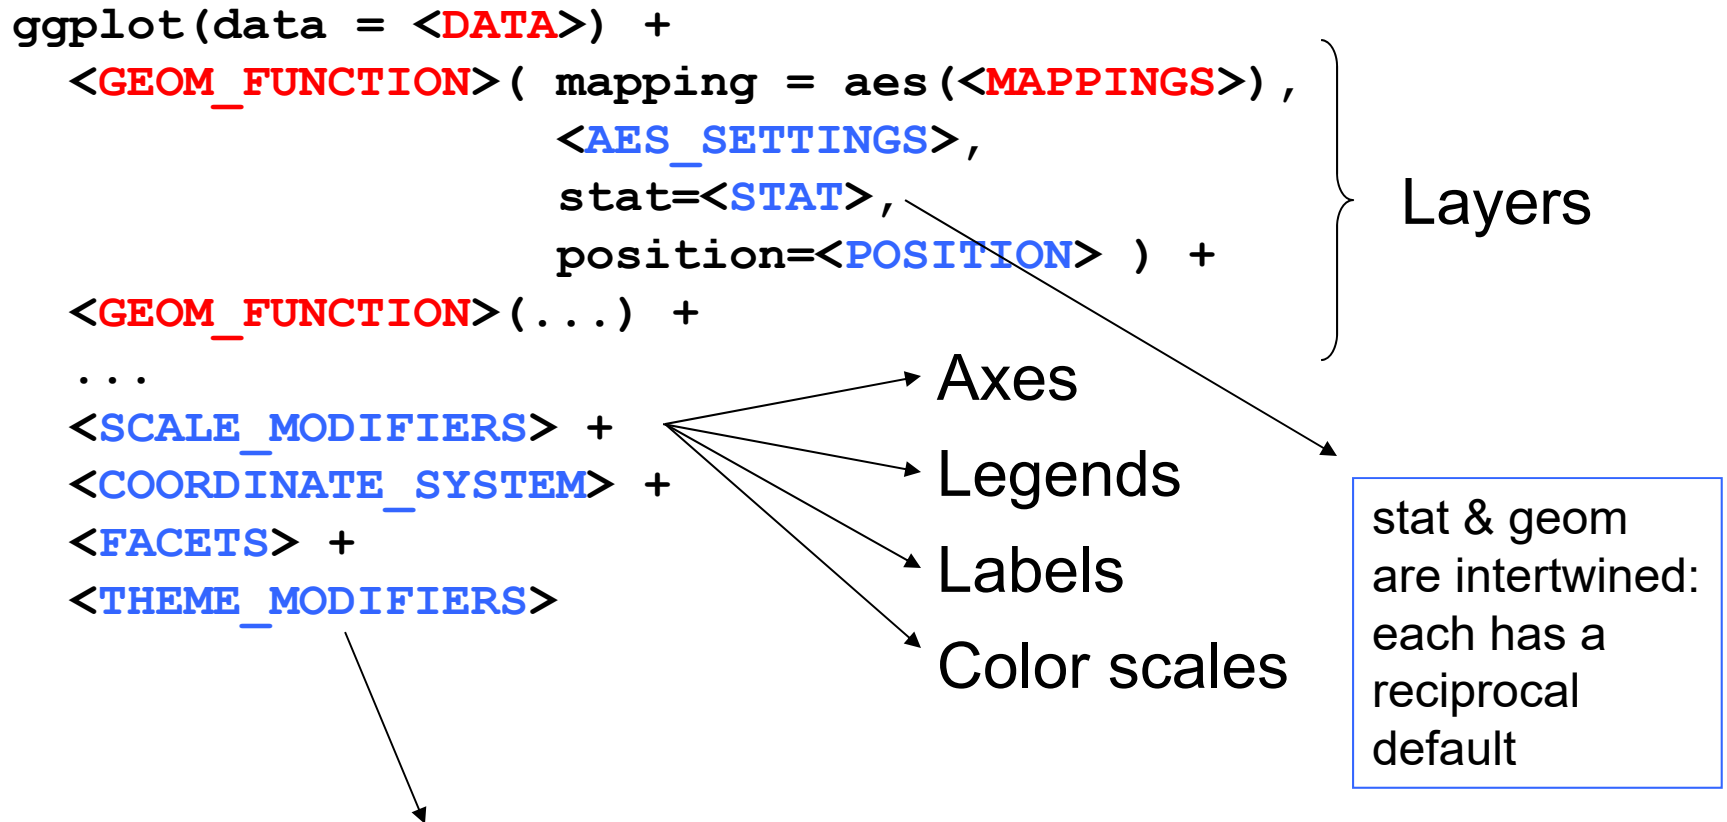 ggplot(data = <DATA>) +
<GEOM_FUNCTION>( mapping = aes(<MAPPINGS>),
<AES_SETTINGS>,
stat=<STAT>,
position=<POSITION> ) +
<GEOM_FUNCTION>(...) +
...
<SCALE_MODIFIERS> +
<COORDINATE_SYSTEM> +
<FACETS> +
<THEME_MODIFIERS>
Layers
Axes
Legends
Labels
Color scales
stat & geom
are intertwined:
each has a
reciprocal
default